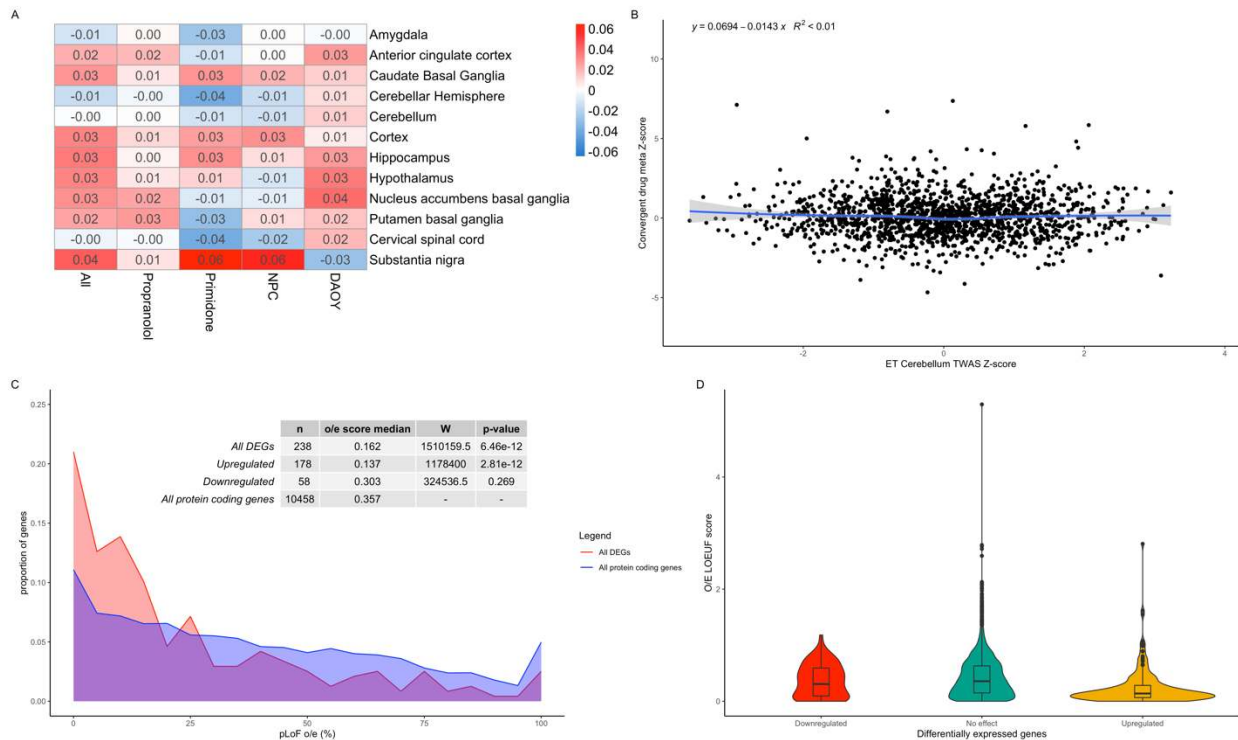 A
-0.01 0.00 -0.03 0.00 -0.00 Amygdala
0.02 0.02 -0.01 0.00 0.03 Anterior cingulate cortex
0.03 0.01 0.03 0.02 0.01 Caudate Basal Ganglia
-0.01 -0.00 -0.04 -0.01 0.01 Cerebellar Hemisphere
-0.00 0.00 -0.01 -0.01 0.01 Cerebellum
0.03 0.01 0.03 0.03 0.01 Cortex
0.03 0.00 0.03 0.01 0.03 Hippocampus
0.03 0.01 0.01 -0.01 0.03 Hypothalamus
0.03 0.02 -0.01 -0.01 0.04 Nucleus accumbens basal ganglia
0.02 0.03 -0.03 0.01 0.02 Putamen basal ganglia
-0.00 -0.00 -0.04 -0.02 0.02 Cervical spinal cord
0.04 0.01 0.06 0.06 -0.03 Substantia nigra
All Propranolol Primidone NPC DAOY
0.06
0.04
0.02
0
-0.02
-0.04
-0.06
B
y = 0.0694 − 0.0143 x R² < 0.01
Convergent drug meta Z-score
10
5
0
-5
-2 0 2 4
ET Cerebellum TWAS Z-score
C
proportion of genes
0.25
0.20
0.15
0.10
0.05
0.00
0 25 50 75 100
pLoF o/e (%)
n o/e score median W p-value
All DEGs 238 0.162 1510159.5 6.46e-12
Upregulated 178 0.137 1178400 2.81e-12
Downregulated 58 0.303 324536.5 0.269
All protein coding genes 10458 0.357 - -
Legend
All DEGs
All protein coding genes
D
O/E LOEUF score
4
2
0
Downregulated No effect Upregulated
Differentially expressed genes